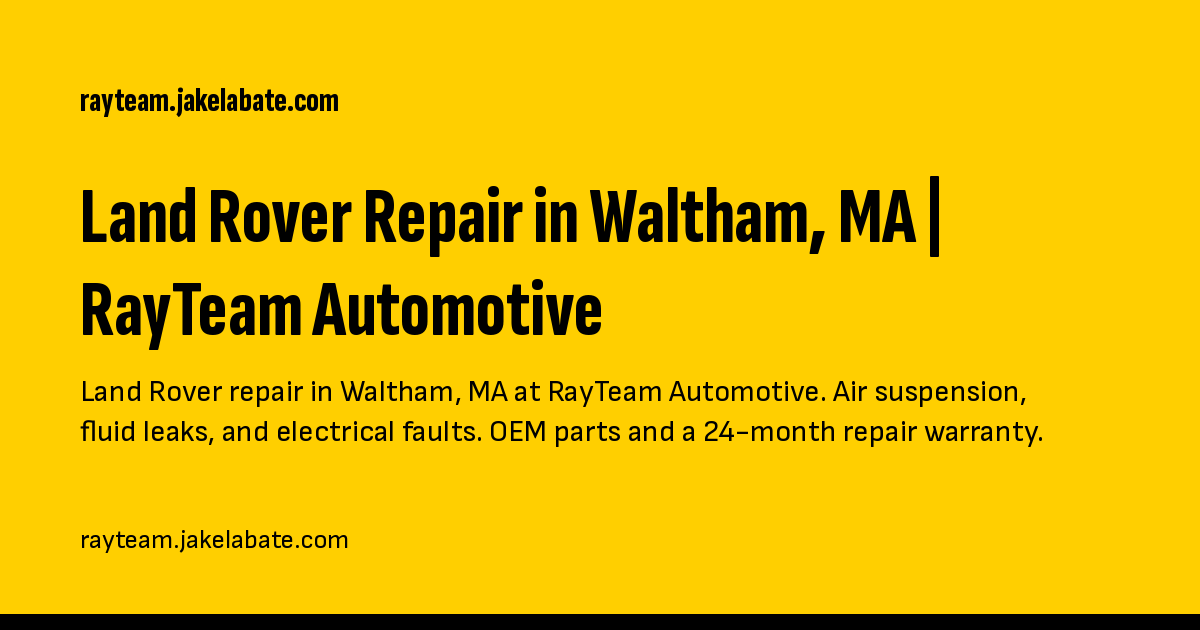 rayteam.jakelabate.com
Land Rover Repair in Waltham, MA |
RayTeam Automotive
Land Rover repair in Waltham, MA at RayTeam Automotive. Air suspension,
fluid leaks, and electrical faults. OEM parts and a 24-month repair warranty.
rayteam.jakelabate.com